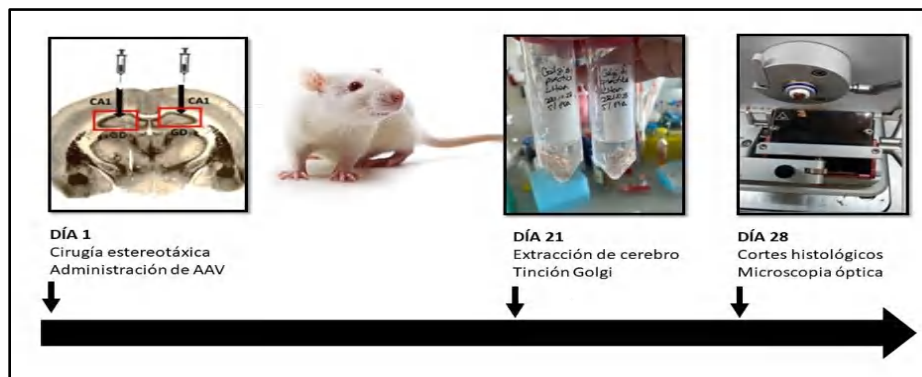 CA1
CA1
GD
GD
DÍA 1
Cirugía estereotáxica
Administración de AAV
DÍA 21
Extracción de cerebro
Tinción Golgi
DÍA 28
Cortes histológicos
Microscopia óptica